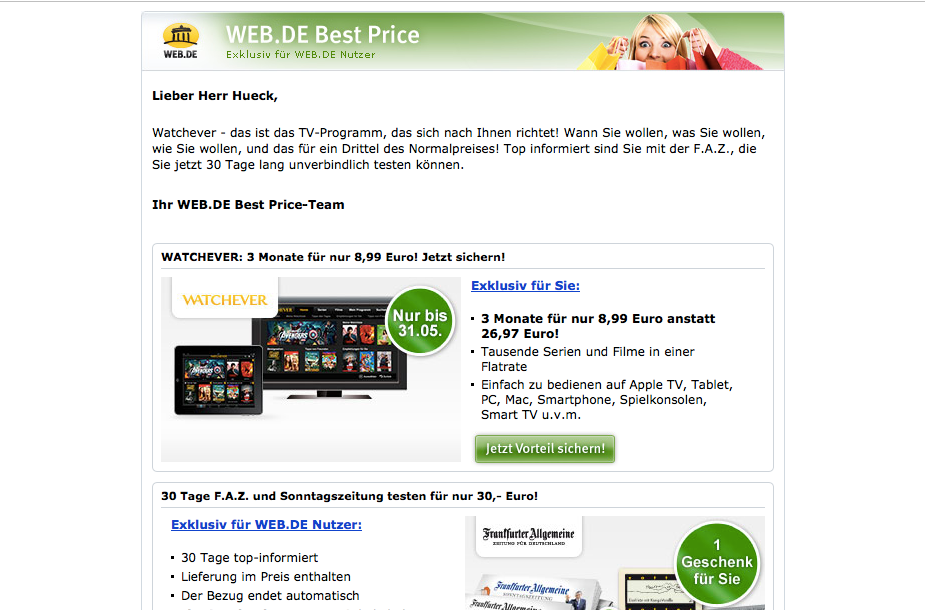 WEB.DE
WEB.DE Best Price
Exklusiv für WEB.DE Nutzer
Lieber Herr Hueck,
Watchever - das ist das TV-Programm, das sich nach Ihnen richtet! Wann Sie wollen, was Sie wollen,
wie Sie wollen, und das für ein Drittel des Normalpreises! Top informiert sind Sie mit der F.A.Z., die
Sie jetzt 30 Tage lang unverbindlich testen können.
Ihr WEB.DE Best Price-Team
WATCHEVER: 3 Monate für nur 8,99 Euro! Jetzt sichern!
WATCHEVER
Nur bis
31.05.
Exklusiv für Sie:
3 Monate für nur 8,99 Euro anstatt
26,97 Euro!
Tausende Serien und Filme in einer
Flatrate
Einfach zu bedienen auf Apple TV, Tablet,
PC, Mac, Smartphone, Spielkonsolen,
Smart TV u.v.m.
Jetzt Vorteil sichern!
30 Tage F.A.Z. und Sonntagszeitung testen für nur 30,- Euro!
Exklusiv für WEB.DE Nutzer:
30 Tage top-informiert
Lieferung im Preis enthalten
Der Bezug endet automatisch
Frankfurter Allgemeine
ZEITUNG FÜR DEUTSCHLAND
1
Geschenk
für Sie
Frankfurter Allgemeine
SONNTAGSZEITUNG
Frankfurter Allgemeine